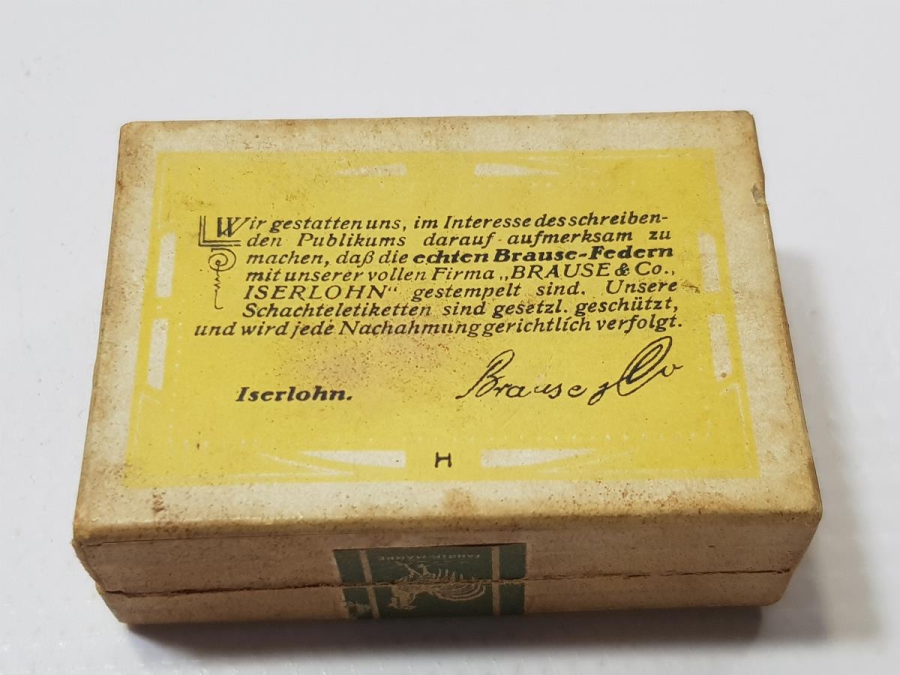 Wir gestatten uns, im Interesse des schreiben-
den Publikums darauf aufmerksam zu
machen, daß die echten Brause-Federn
mit unserer vollen Firma „BRAUSE & Co.,
ISERLOHN" gestempelt sind. Unsere
Schachteletiketten sind gesetzl. geschützt,
und wird jede Nachahmung gerichtlich verfolgt.
Iserlohn.
Brause & Co
H
FABRIK-MARKE